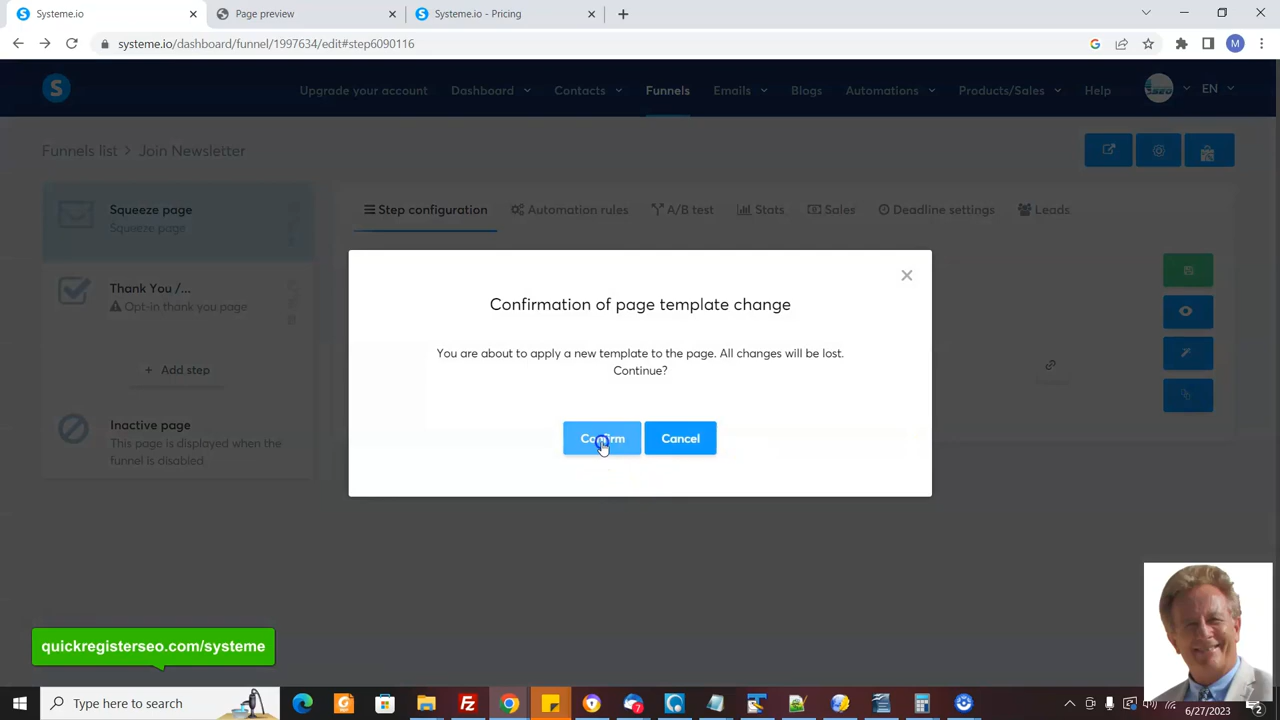 Systeme.io
Page preview
Systeme.io - Pricing
systeme.io/dashboard/funnel/1997634/edit#step6090116
M
S
Upgrade your account
Dashboard
Contacts
Funnels
Emails
Blogs
Automations
Products/Sales
Help
EN
Funnels list > Join Newsletter
Squeeze page
Squeeze page
Step configuration
Automation rules
A/B test
Stats
Sales
Deadline settings
Leads
Thank You /...
Opt-in thank you page
+ Add step
Inactive page
This page is displayed when the
funnel is disabled
Confirmation of page template change
You are about to apply a new template to the page. All changes will be lost.
Continue?
Confirm
Cancel
quickregisterseo.com/systeme
Type here to search
7
6/27/2023
2